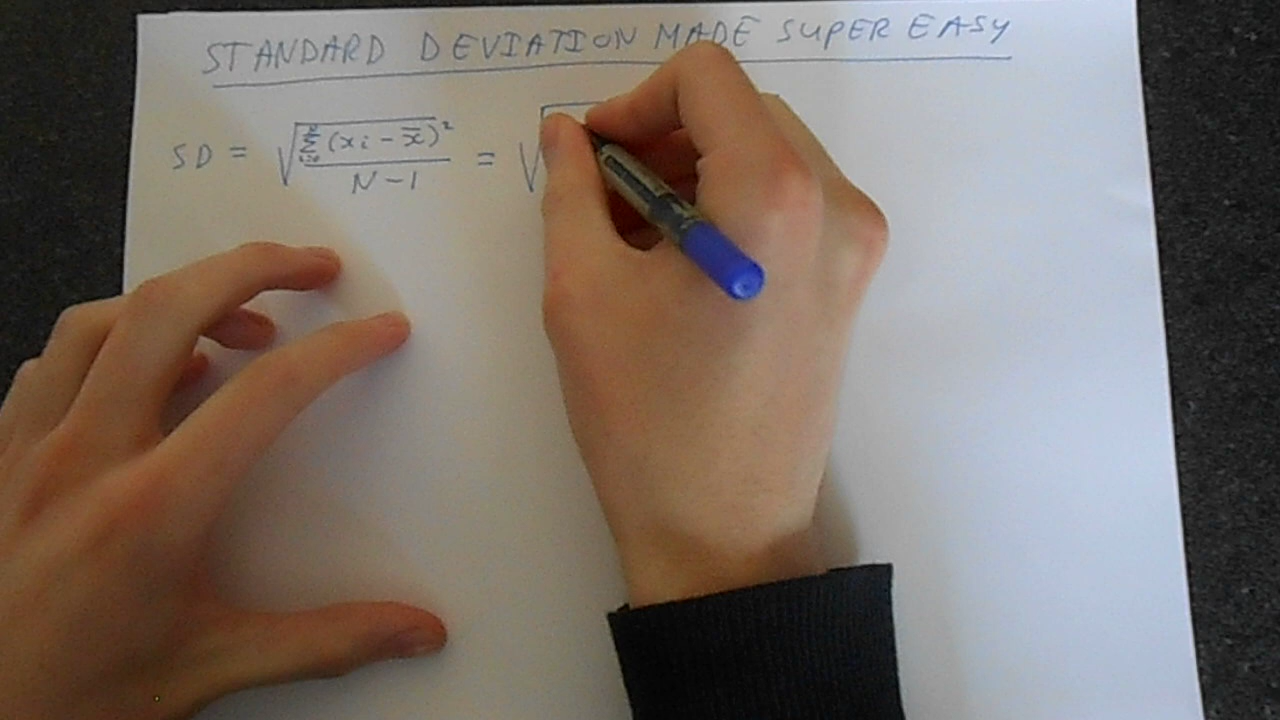 STANDARD DEVIATION MADE SUPER EASY
SD = √(∑(xi - x̄)² / N - 1) = √